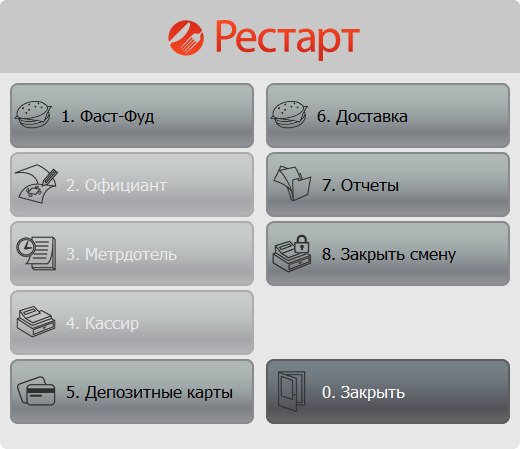 Рестарт
1. Фаст-Фуд
2. Официант
3. Метрдотель
4. Кассир
5. Депозитные карты
6. Доставка
7. Отчеты
8. Закрыть смену
0. Закрыть